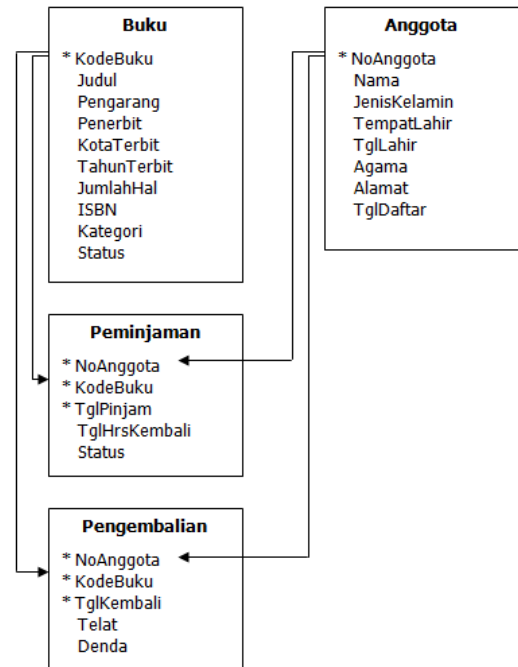 Buku
* KodeBuku
Judul
Pengarang
Penerbit
KotaTerbit
TahunTerbit
JumlahHal
ISBN
Kategori
Status
Anggota
* NoAnggota
Nama
JenisKelamin
TempatLahir
TglLahir
Agama
Alamat
TglDaftar
Peminjaman
* NoAnggota
* KodeBuku
* TglPinjam
TglHrsKembali
Status
Pengembalian
* NoAnggota
* KodeBuku
* TglKembali
Telat
Denda